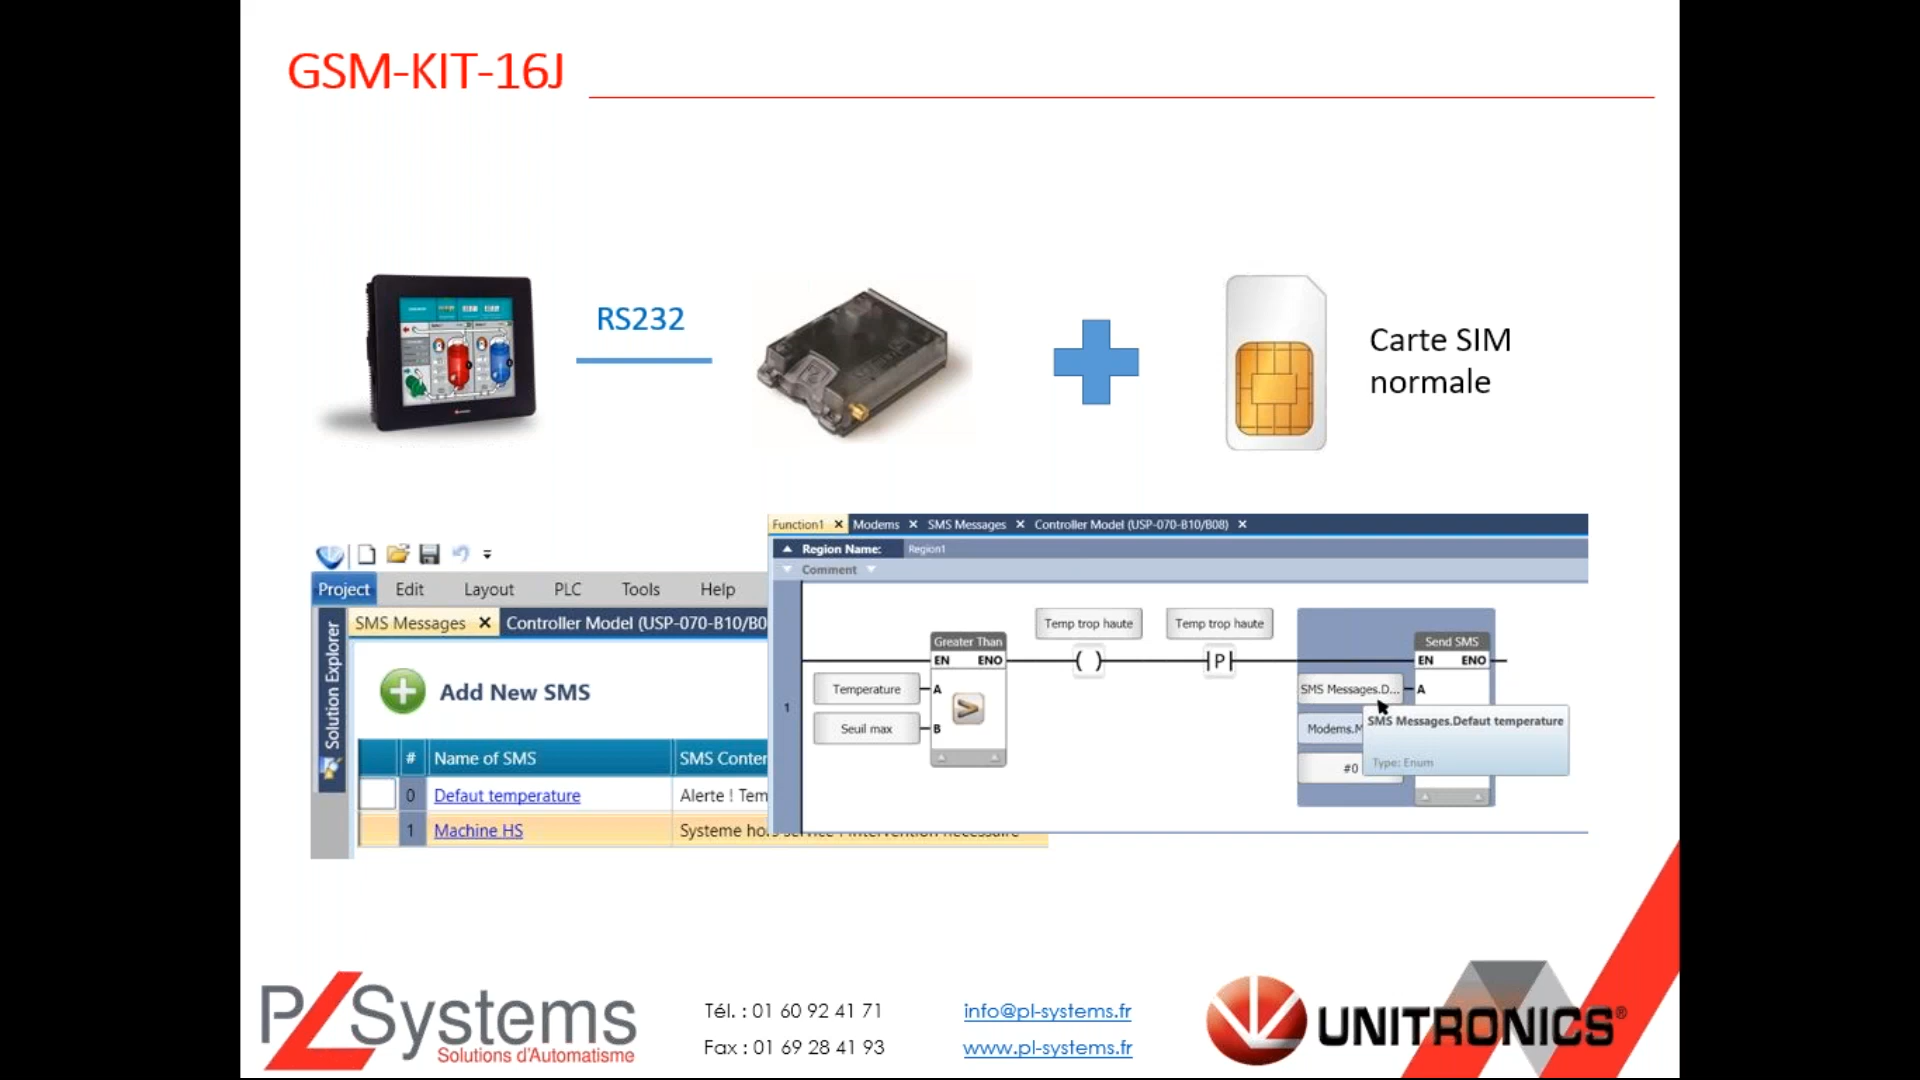 GSM-KIT-16J
RS232
Carte SIM
normale
Function1 Modems SMS Messages Controller Model (USP-070-B10/B08)
Region Name: Region1
Comment
Project Edit Layout PLC Tools Help
SMS Messages Controller Model (USP-070-B10/B0
Solution Explorer
Add New SMS
# Name of SMS SMS Conten
0 Defaut temperature Alerte ! Tem
1 Machine HS Systeme
Temp trop haute Temp trop haute
Greater Than Send SMS
EN ENO ( ) P EN ENO
Temperature A SMS Messages.D... A
Seuil max B Modems.M
>
1
#0
SMS Messages.Defaut temperature
Type: Enum
PL Systems
Solutions d'Automatisme
Tél. : 01 60 92 41 71
Fax : 01 69 28 41 93
info@pl-systems.fr
www.pl-systems.fr
UNITRONICS®